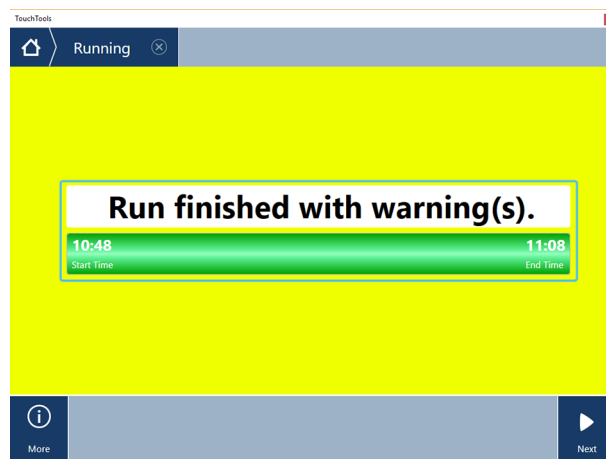 TouchTools
Running
Run finished with warning(s).
10:48 11:08
Start Time End Time
More Next